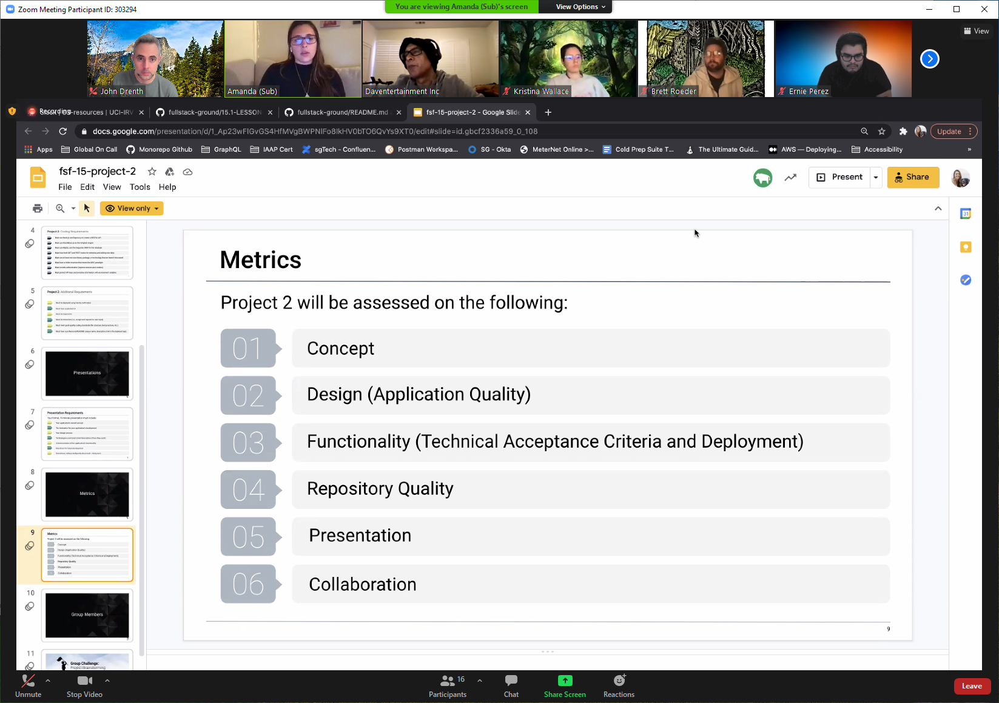 Zoom Meeting Participant ID: 303294
You are viewing Amanda (Sub)'s screen
View Options
View
John Drenth
Amanda (Sub)
Daventertainment Inc
Kristina Wallace
Brett Roeder
Ernie Perez
Recording
-resources | UCI-IRV
fullstack-ground/15.1-LESSON
fullstack-ground/README.md
fsf-15-project-2 - Google Slide
docs.google.com/presentation/d/1_Ap23wFlGvGS4HfMVgBWPNlFo8IkHV0bTO6QvYs9XT0/edit#slide=id.gbcf2336a59_0_108
Update
Apps
Global On Call
Monorepo Github
GraphQL
IAAP Cert
sgTech - Confluen...
Postman Workspa...
SG - Okta
MeterNet Online >...
Cold Prep Suite T...
The Ultimate Guid...
AWS — Deploying...
Accessibility
»
fsf-15-project-2
File Edit View Tools Help
Present
Share
View only
31
4
Project 2: Coding Requirements
5
Project 2: Additional Requirements
6
Presentations
7
Presentation Requirements
Your formal, 10-minute presentation must include:
8
Metrics
9
Metrics
Project 2 will be assessed on the following:
Concept
Design (Application Quality)
Functionality (Technical Acceptance Criteria and Deployment)
Repository Quality
Presentation
Collaboration
10
Group Members
11
Group Challenge:
Project Brainstorming
Metrics
Project 2 will be assessed on the following:
01 Concept
02 Design (Application Quality)
03 Functionality (Technical Acceptance Criteria and Deployment)
04 Repository Quality
05 Presentation
06 Collaboration
9
Unmute
Stop Video
Participants
16
Chat
Share Screen
Reactions
Leave